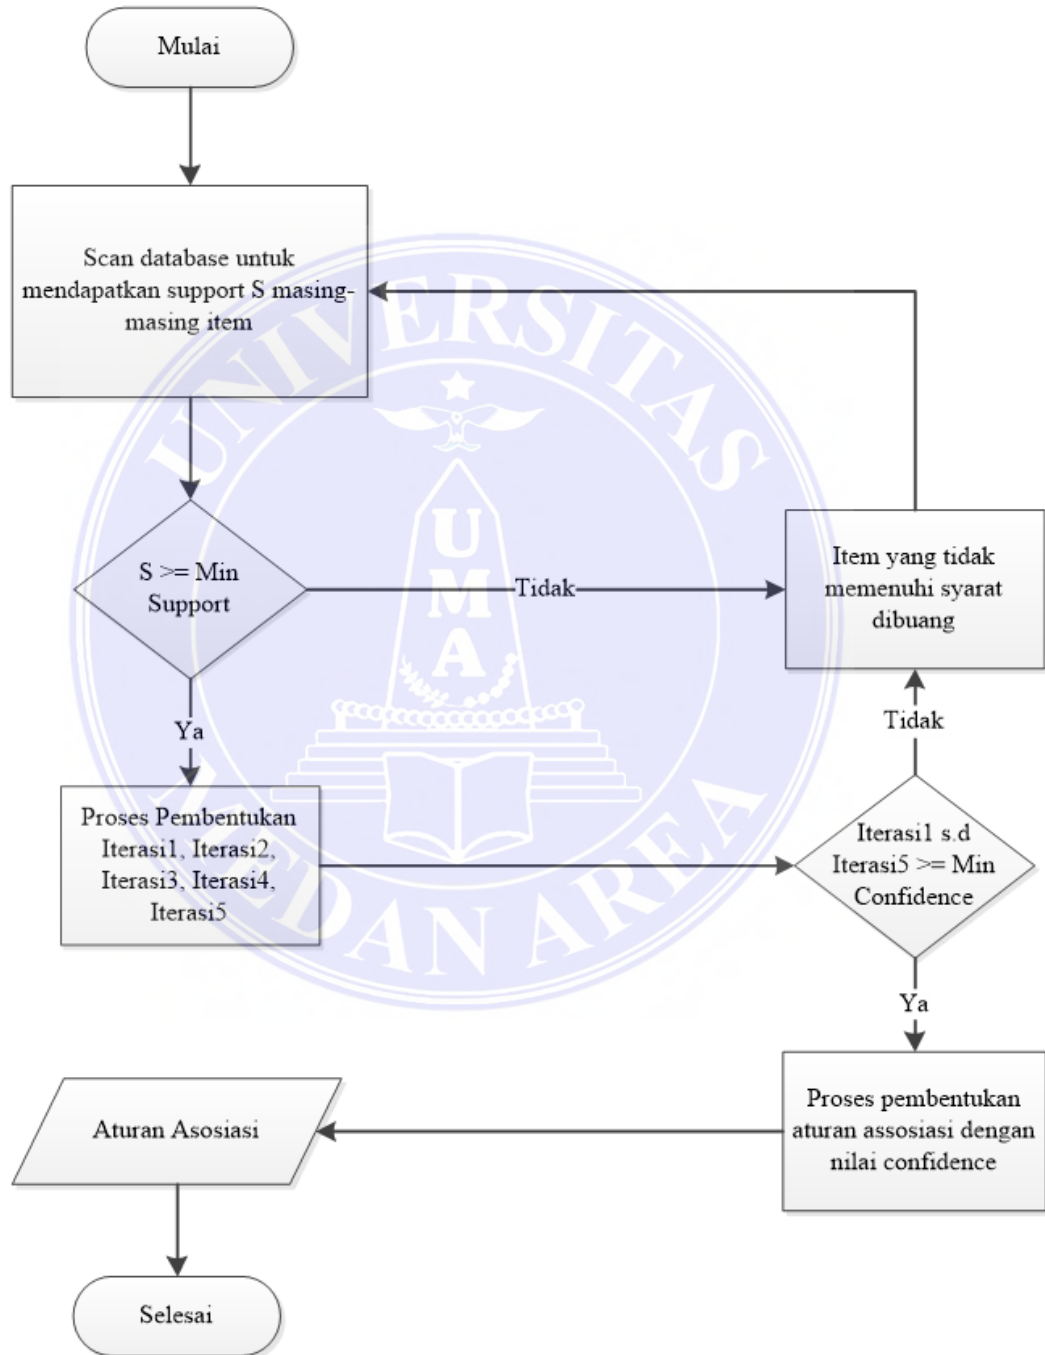 Mulai
Scan database untuk
mendapatkan support S masing-
masing item
S >= Min
Support
Tidak
Item yang tidak
memenuhi syarat
dibuang
Ya
Tidak
Proses Pembentukan
Iterasi1, Iterasi2,
Iterasi3, Iterasi4,
Iterasi5
Iterasi1 s.d
Iterasi5 >= Min
Confidence
Ya
Proses pembentukan
aturan assosiasi dengan
nilai confidence
Aturan Asosiasi
Selesai
UNIVERSITAS
UMA
MEDAN AREA